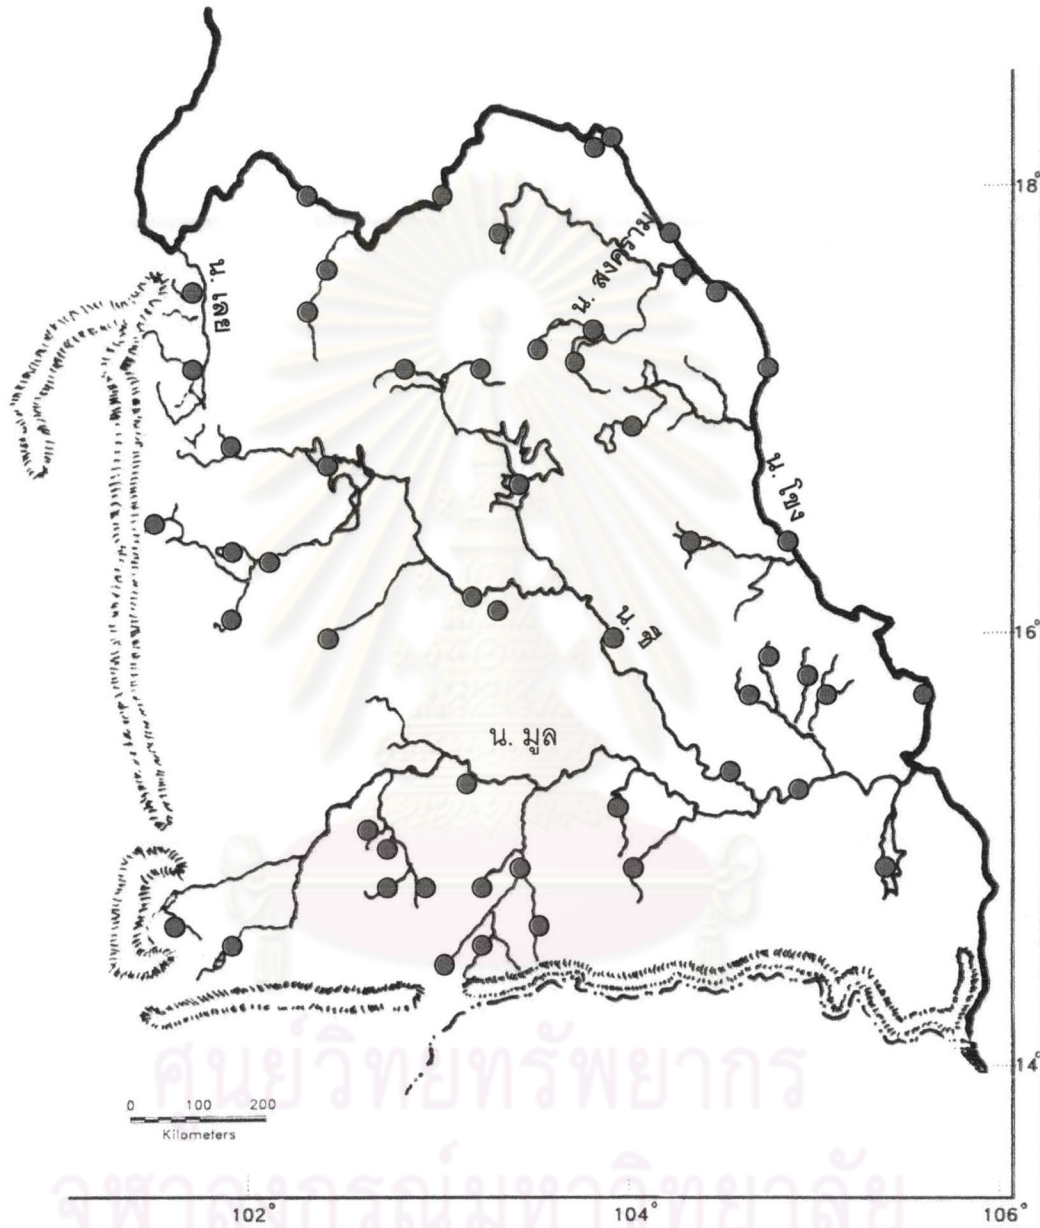 18°
น. สงคราม
น. เลย
น. โขง
16°
น. ชี
น. มูล
14°
ศูนย์วิทยทรัพยากร
0 100 200
Kilometers
จุฬาลงกรณ์มหาวิทยาลัย
102° 104° 106°